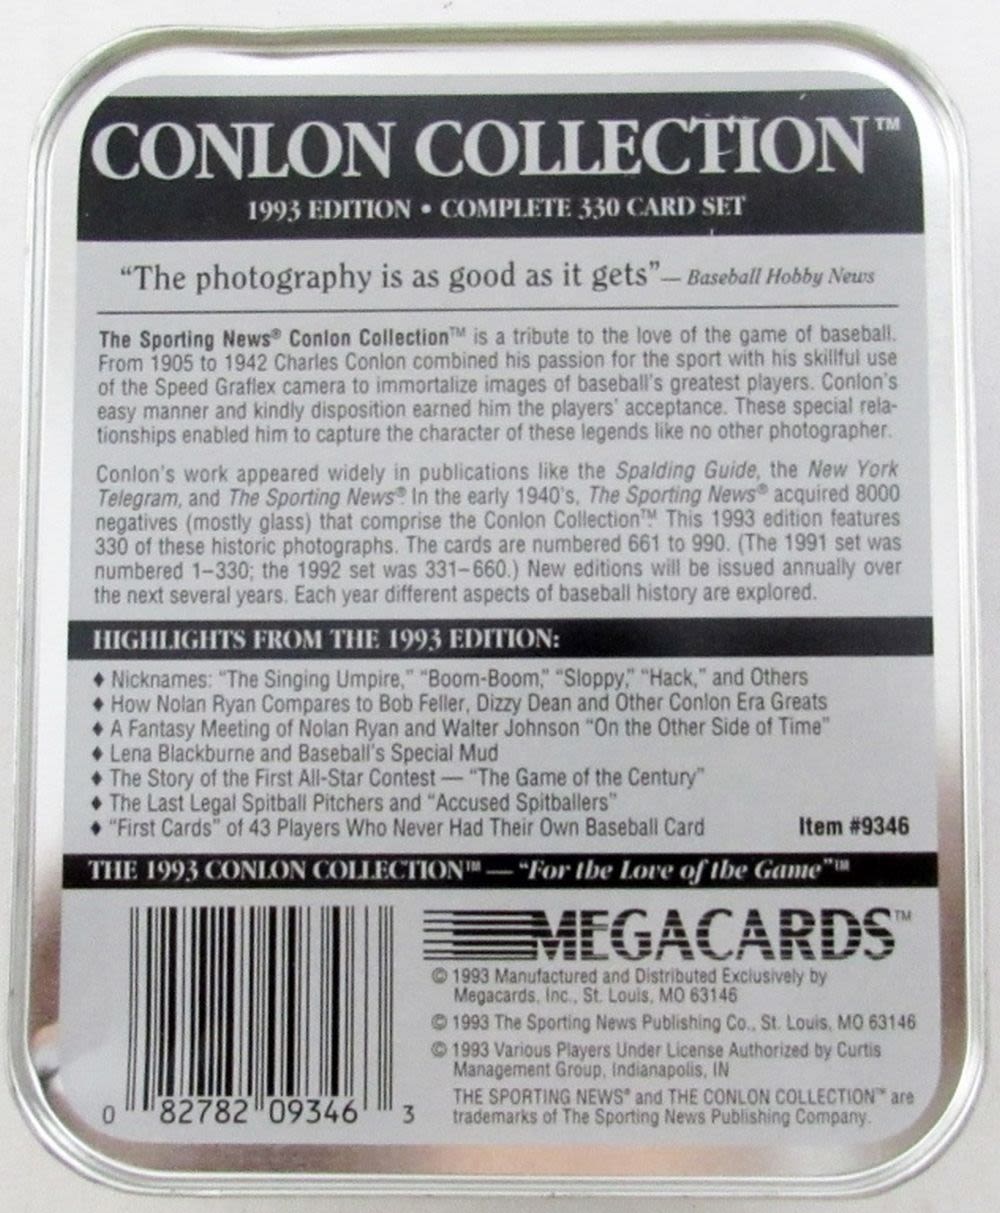 CONLON COLLECTION™
1993 EDITION • COMPLETE 330 CARD SET
“The photography is as good as it gets”— Baseball Hobby News
The Sporting News® Conlon Collection™ is a tribute to the love of the game of baseball.
From 1905 to 1942 Charles Conlon combined his passion for the sport with his skillful use
of the Speed Graflex camera to immortalize images of baseball's greatest players. Conlon's
easy manner and kindly disposition earned him the players' acceptance. These special rela-
tionships enabled him to capture the character of these legends like no other photographer.
Conlon's work appeared widely in publications like the Spalding Guide, the New York
Telegram, and The Sporting News®. In the early 1940's, The Sporting News® acquired 8000
negatives (mostly glass) that comprise the Conlon Collection™. This 1993 edition features
330 of these historic photographs. The cards are numbered 661 to 990. (The 1991 set was
numbered 1–330; the 1992 set was 331–660.) New editions will be issued annually over
the next several years. Each year different aspects of baseball history are explored.
HIGHLIGHTS FROM THE 1993 EDITION:
♦ Nicknames: “The Singing Umpire,” “Boom-Boom,” “Sloppy,” “Hack,” and Others
♦ How Nolan Ryan Compares to Bob Feller, Dizzy Dean and Other Conlon Era Greats
♦ A Fantasy Meeting of Nolan Ryan and Walter Johnson “On the Other Side of Time”
♦ Lena Blackburne and Baseball's Special Mud
♦ The Story of the First All-Star Contest — “The Game of the Century”
♦ The Last Legal Spitball Pitchers and “Accused Spitballers”
♦ “First Cards” of 43 Players Who Never Had Their Own Baseball Card Item #9346
THE 1993 CONLON COLLECTION™ — “For the Love of the Game”™
MEGACARDS™
© 1993 Manufactured and Distributed Exclusively by
Megacards, Inc., St. Louis, MO 63146
© 1993 The Sporting News Publishing Co., St. Louis, MO 63146
© 1993 Various Players Under License Authorized by Curtis
Management Group, Indianapolis, IN
THE SPORTING NEWS® and THE CONLON COLLECTION™ are
trademarks of The Sporting News Publishing Company.
0 82782 09346 3